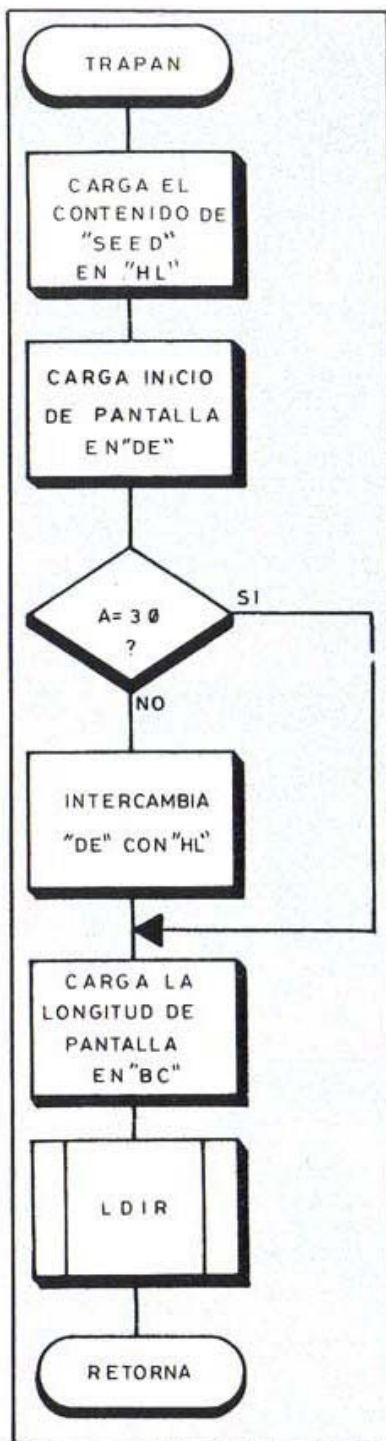 TRAPAN
CARGA EL
CONTENIDO DE
"SEED"
EN "HL"
CARGA INiCIO
DE PANTALLA
EN "DE"
A=30
?
SI
NO
INTERCAMBIA
"DE" CON "HL"
CARGA LA
LONGITUD DE
PANTALLA
EN "BC"
LDIR
RETORNA